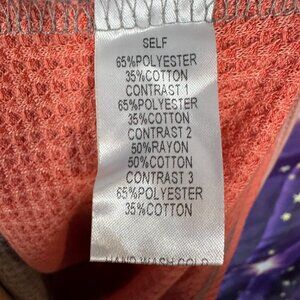 SELF
65%POLYESTER
35%COTTON
CONTRAST 1
65%POLYESTER
35%COTTON
CONTRAST 2
50%RAYON
50%COTTON
CONTRAST 3
65%POLYESTER
35%COTTON
HAND WASH COLD